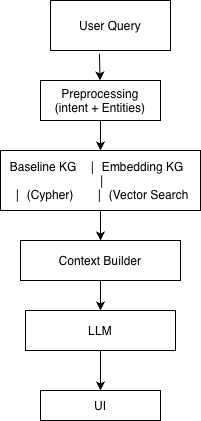 User Query
Preprocessing
(intent + Entities)
Baseline KG | Embedding KG
|
| (Cypher) | (Vector Search
Context Builder
LLM
UI